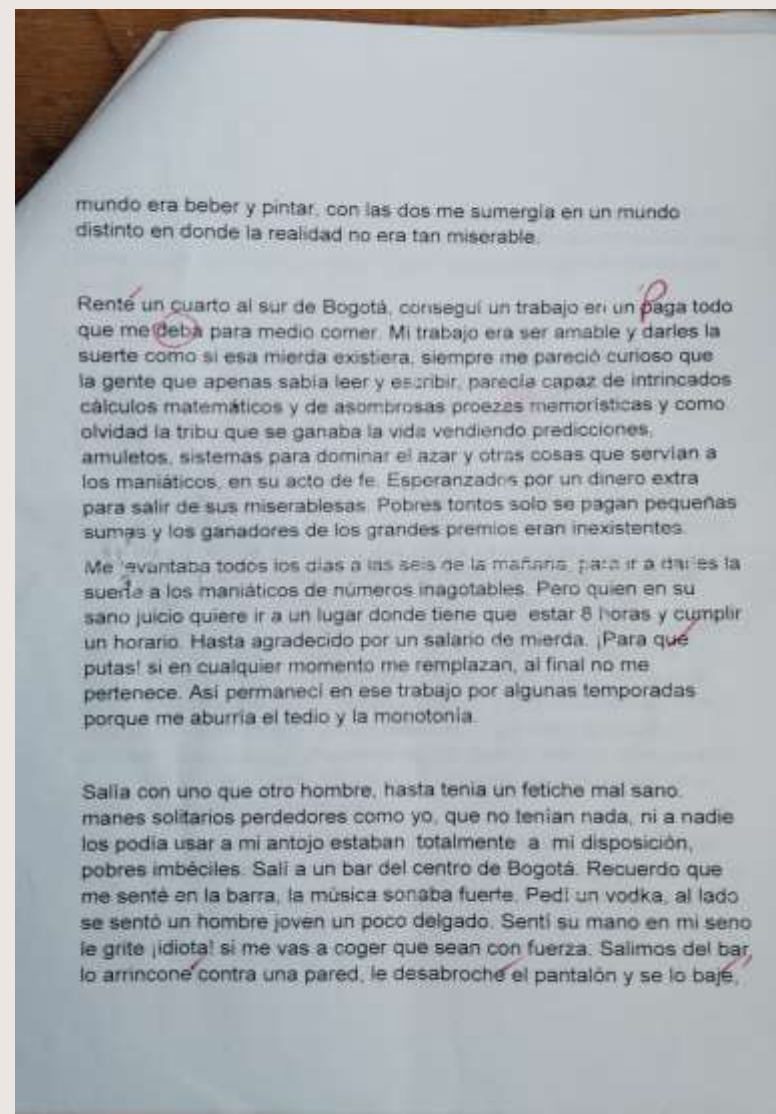 mundo era beber y pintar, con las dos me sumergía en un mundo
distinto en donde la realidad no era tan miserable.
Renté un cuarto al sur de Bogotá, conseguí un trabajo en un paga todo
que me deba para medio comer. Mi trabajo era ser amable y darles la
suerte como si esa mierda existiera, siempre me pareció curioso que
la gente que apenas sabía leer y escribir, parecía capaz de intrincados
cálculos matemáticos y de asombrosas proezas memorísticas y como
olvidad la tribu que se ganaba la vida vendiendo predicciones,
amuletos, sistemas para dominar el azar y otras cosas que servían a
los maniáticos, en su acto de fe. Esperanzados por un dinero extra
para salir de sus miserablesas. Pobres tontos solo se pagan pequeñas
sumas y los ganadores de los grandes premios eran inexistentes.
Me levantaba todos los días a las seis de la mañana, para ir a darles la
suerte a los maniáticos de números inagotables. Pero quien en su
sano juicio quiere ir a un lugar donde tiene que estar 8 horas y cumplir
un horario. Hasta agradecido por un salario de mierda. ¡Para qué
putas! si en cualquier momento me remplazan, al final no me
pertenece. Así permanecí en ese trabajo por algunas temporadas
porque me aburría el tedio y la monotonía.
Salía con uno que otro hombre, hasta tenia un fetiche mal sano.
manes solitarios perdedores como yo, que no tenían nada, ni a nadie
los podía usar a mi antojo estaban totalmente a mi disposición,
pobres imbéciles. Salí a un bar del centro de Bogotá. Recuerdo que
me senté en la barra, la música sonaba fuerte. Pedí un vodka, al lado
se sentó un hombre joven un poco delgado. Sentí su mano en mi seno
le grite ¡idiota! si me vas a coger que sean con fuerza. Salimos del bar,
lo arrincone contra una pared, le desabroché el pantalón y se lo bajé,